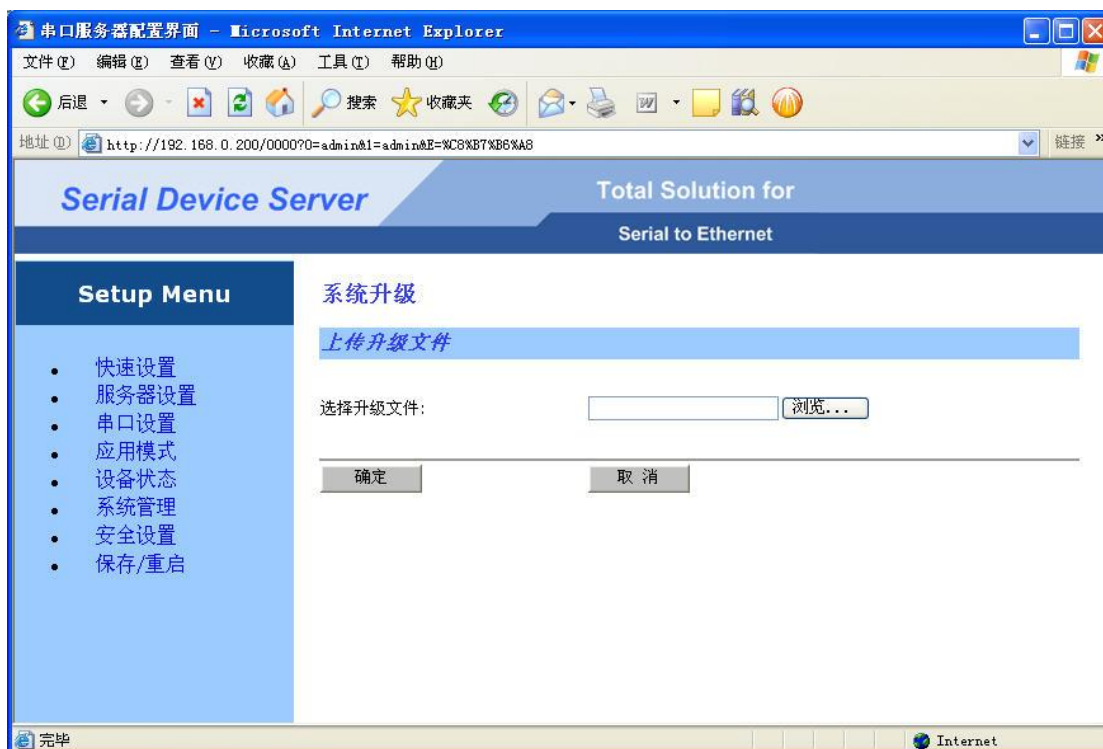 串口服务器配置界面 - Microsoft Internet Explorer
文件(F) 编辑(E) 查看(V) 收藏(A) 工具(T) 帮助(H)
后退 搜索 收藏夹
地址(D) http://192.168.0.200/0000?0=admin&1=admin&E=%C8%B7%B6%A8 链接 »
Serial Device Server
Total Solution for
Serial to Ethernet
Setup Menu
快速设置
服务器设置
串口设置
应用模式
设备状态
系统管理
安全设置
保存/重启
系统升级
上传升级文件
选择升级文件: 浏览...
确定 取 消
完毕 Internet